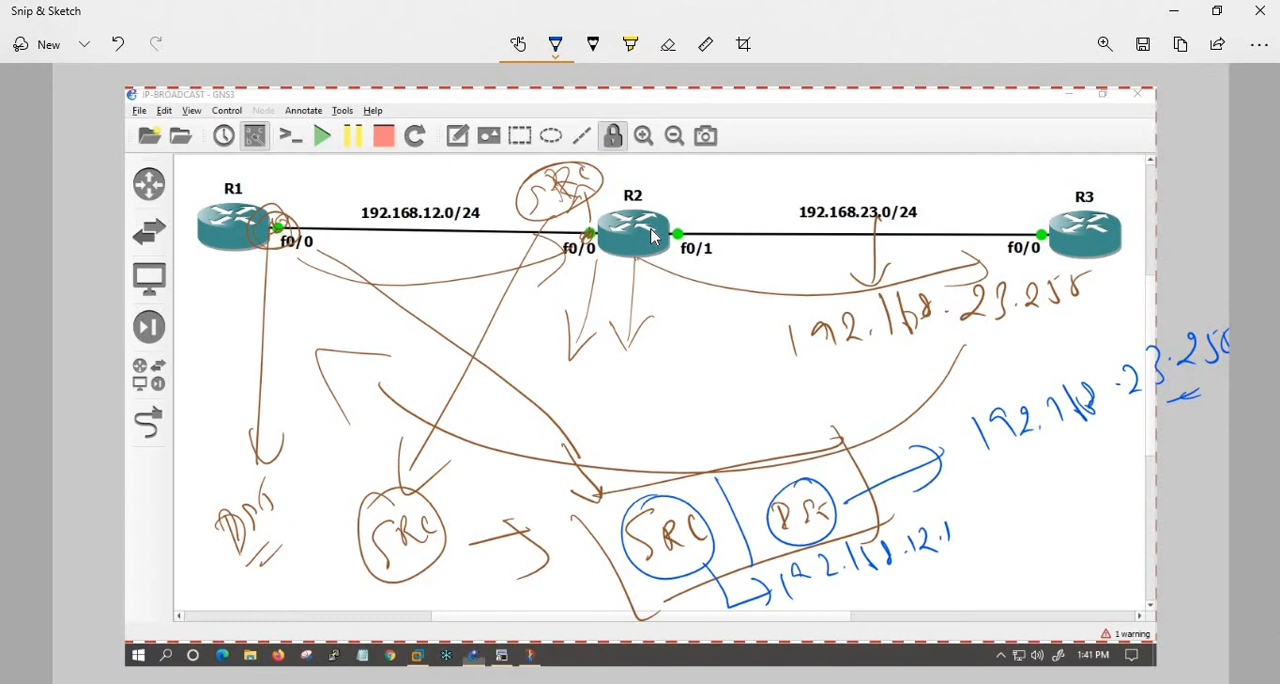 Snip & Sketch
New
IP-BROADCAST - GNS3
File Edit View Control Node Annotate Tools Help
R1
192.168.12.0/24
SRC
R2
192.168.23.0/24
R3
f0/0
f0/0
f0/1
f0/0
192.168.23.255
192.168.23.25
SRC
SRC
DST
192.168.12.1
1 warning
1:41 PM